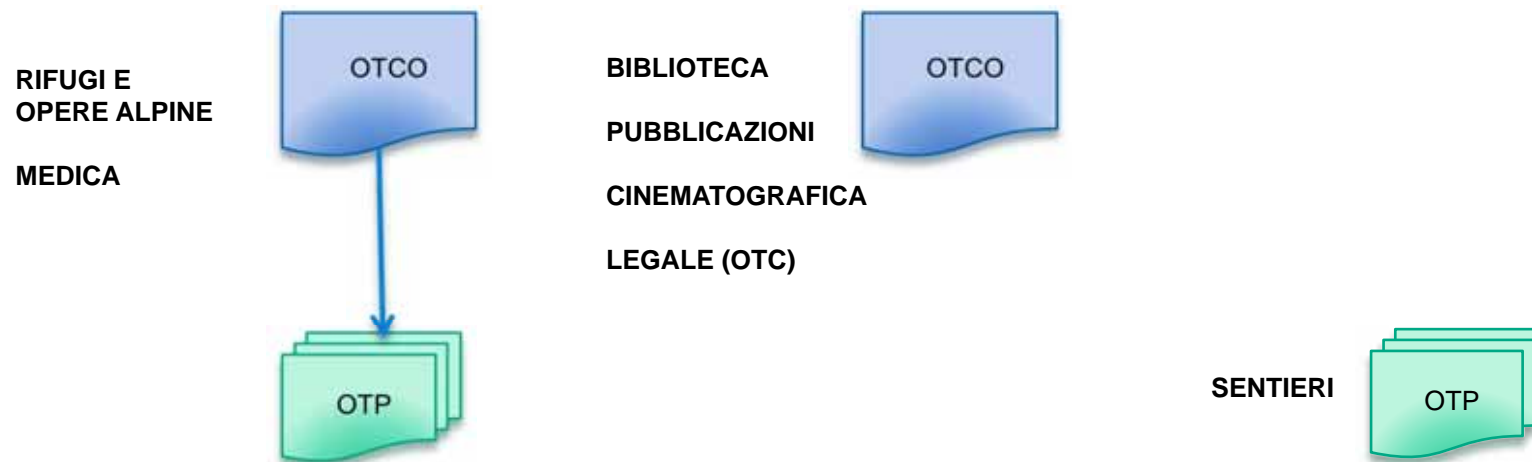 RIFUGI E
OPERE ALPINE
MEDICA
OTCO
OTP
BIBLIOTECA
PUBBLICAZIONI
CINEMATOGRAFICA
LEGALE (OTC)
OTCO
SENTIERI
OTP